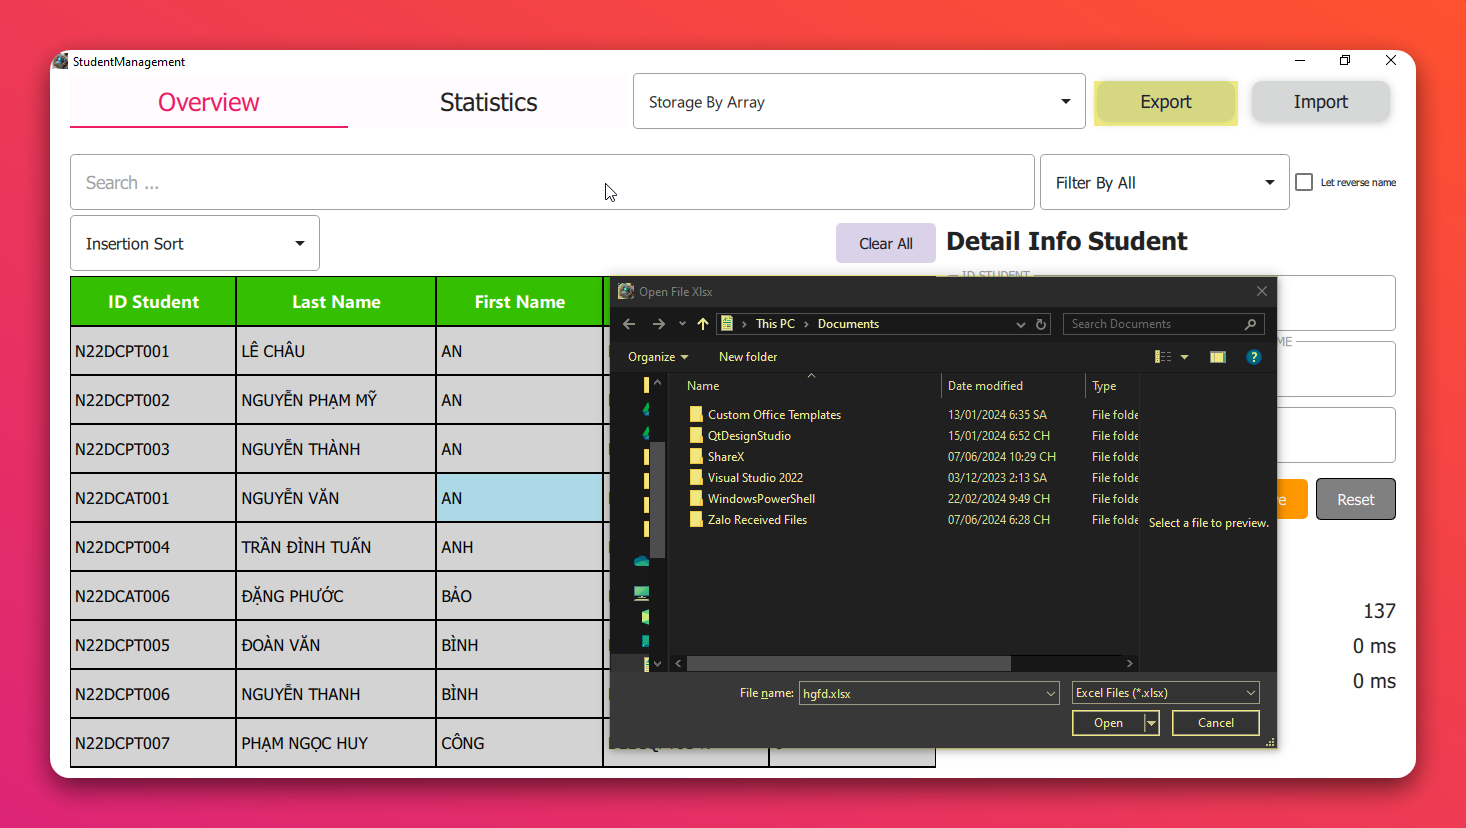 StudentManagement
Overview
Statistics
Storage By Array
Export
Import
Search ...
Filter By All
Let reverse name
Insertion Sort
Clear All
Detail Info Student
ID STUDENT
ID Student Last Name First Name
N22DCPT001 LÊ CHÂU AN
N22DCPT002 NGUYỄN PHẠM MỸ AN
N22DCPT003 NGUYỄN THÀNH AN
N22DCAT001 NGUYỄN VĂN AN
N22DCPT004 TRẦN ĐÌNH TUẤN ANH
N22DCAT006 ĐẶNG PHƯỚC BẢO
N22DCPT005 ĐOÀN VĂN BÌNH
N22DCPT006 NGUYỄN THANH BÌNH
N22DCPT007 PHẠM NGỌC HUY CÔNG
Open File Xlsx
This PC > Documents
Search Documents
Organize
New folder
Name Date modified Type
Custom Office Templates 13/01/2024 6:35 SA File folde
QtDesignStudio 15/01/2024 6:52 CH File folde
ShareX 07/06/2024 10:29 CH File folde
Visual Studio 2022 03/12/2023 2:13 SA File folde
WindowsPowerShell 22/02/2024 9:49 CH File folde
Zalo Received Files 07/06/2024 6:28 CH File folde
Select a file to preview.
File name: hgfd.xlsx
Excel Files (*.xlsx)
Open
Cancel
ME
e
Reset
137
0 ms
0 ms